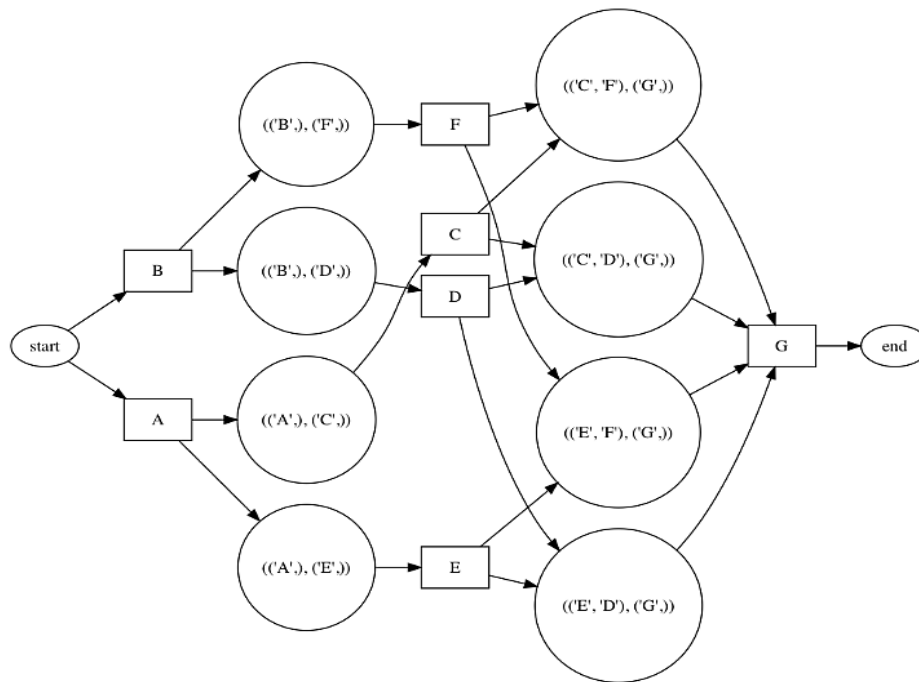 start
B
A
(('B',), ('F',))
(('B',), ('D',))
(('A',), ('C',))
(('A',), ('E',))
F
C
D
E
(('C', 'F'), ('G',))
(('C', 'D'), ('G',))
(('E', 'F'), ('G',))
(('E', 'D'), ('G',))
G
end